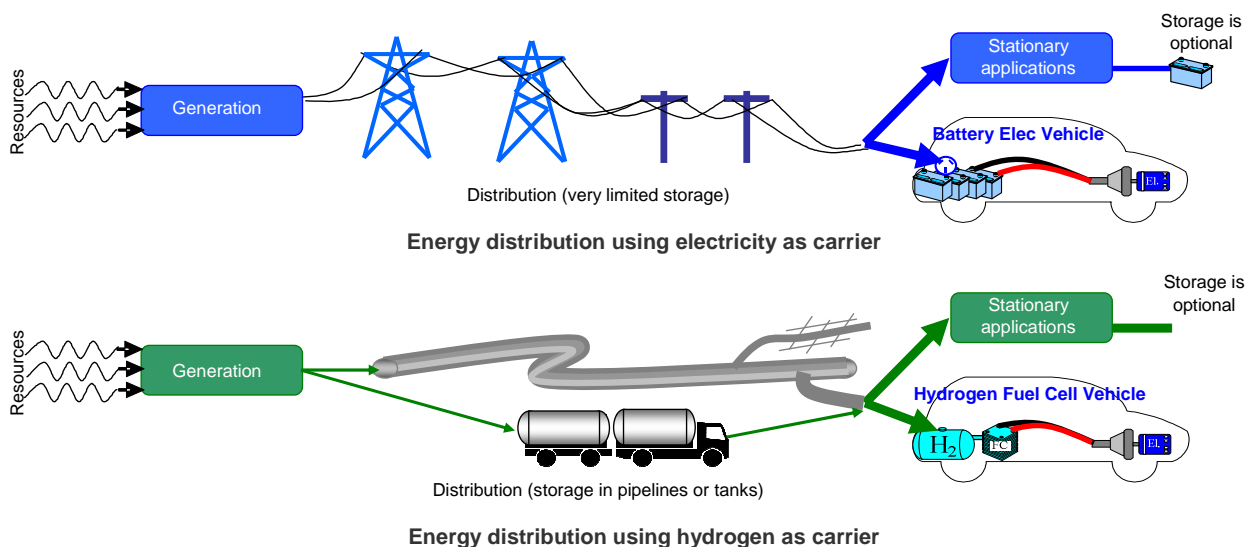 Storage is
optional
Stationary
applications
Resources
Generation
Battery Elec Vehicle
El.
Distribution (very limited storage)
Energy distribution using electricity as carrier
Storage is
optional
Stationary
applications
Resources
Generation
Hydrogen Fuel Cell Vehicle
H2
FC
El.
Distribution (storage in pipelines or tanks)
Energy distribution using hydrogen as carrier